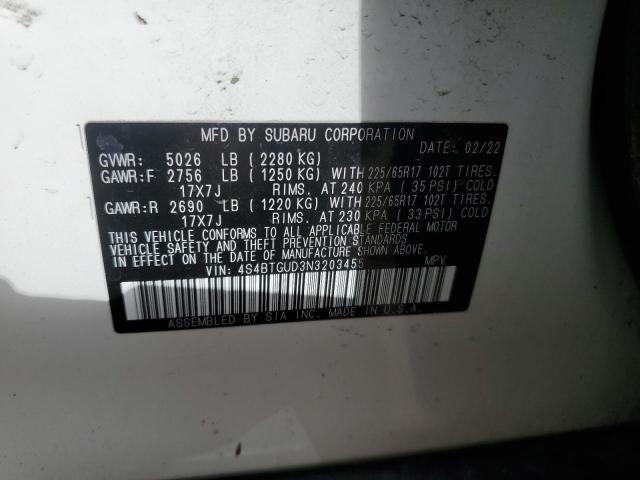 MFD BY SUBARU CORPORATION
DATE: 02/22
GVWR: 5026 LB (2280 KG)
GAWR:F 2756 LB (1250 KG) WITH 225/65R17 102T TIRES.
17X7J RIMS. AT 240 KPA (35 PSI) COLD
GAWR:R 2690 LB (1220 KG) WITH 225/65R17 102T TIRES.
17X7J RIMS. AT 230 KPA (33 PSI) COLD
THIS VEHICLE CONFORMS TO ALL APPLICABLE FEDERAL MOTOR
VEHICLE SAFETY AND THEFT PREVENTION STANDARDS
IN EFFECT ON THE DATE OF MANUFACTURE SHOWN ABOVE.
VIN: 4S4BTGUD3N3203455 MPV
ASSEMBLED BY SIA INC. MADE IN U.S.A.